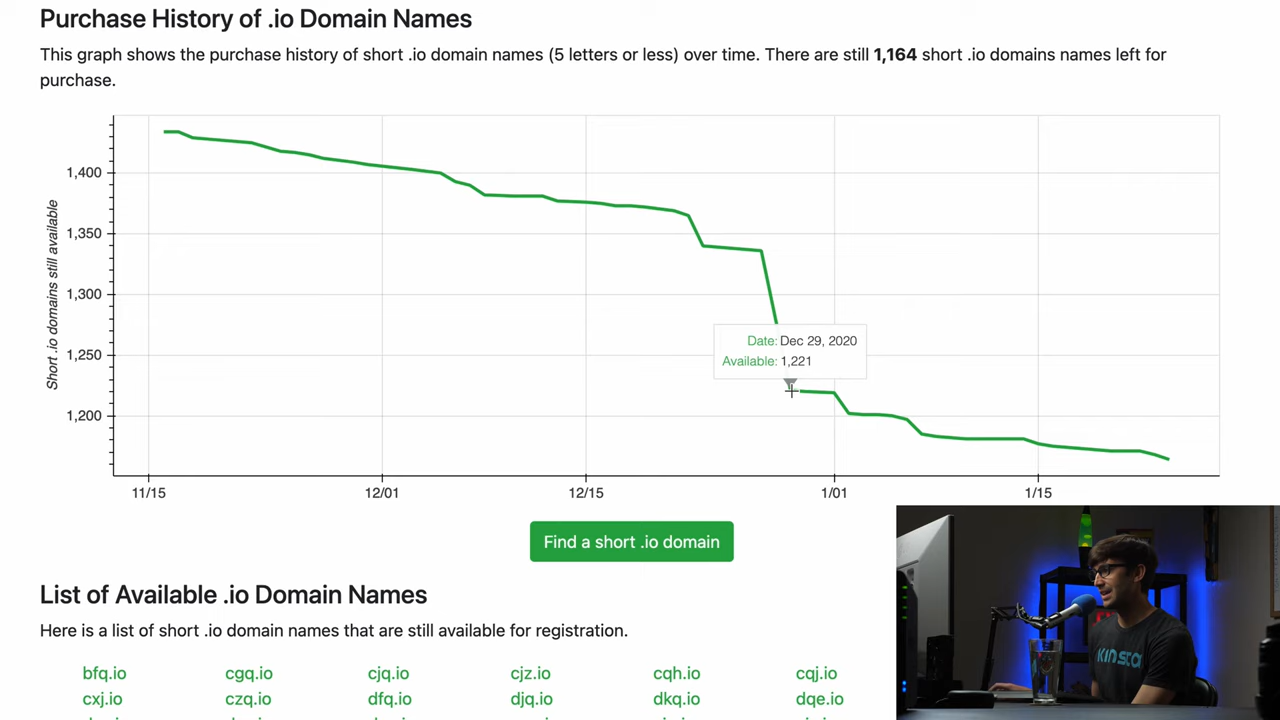 Purchase History of .io Domain Names
This graph shows the purchase history of short .io domain names (5 letters or less) over time. There are still 1,164 short .io domains names left for
purchase.
Short .io domains still available
1,400
1,350
1,300
1,250
1,200
Date: Dec 29, 2020
Available: 1,221
11/15 12/01 12/15 1/01 1/15
Find a short .io domain
List of Available .io Domain Names
Here is a list of short .io domain names that are still available for registration.
bfq.io cgq.io cjq.io cjz.io cqh.io cqj.io
cxj.io czq.io dfq.io djq.io dkq.io dqe.io
KINSTA